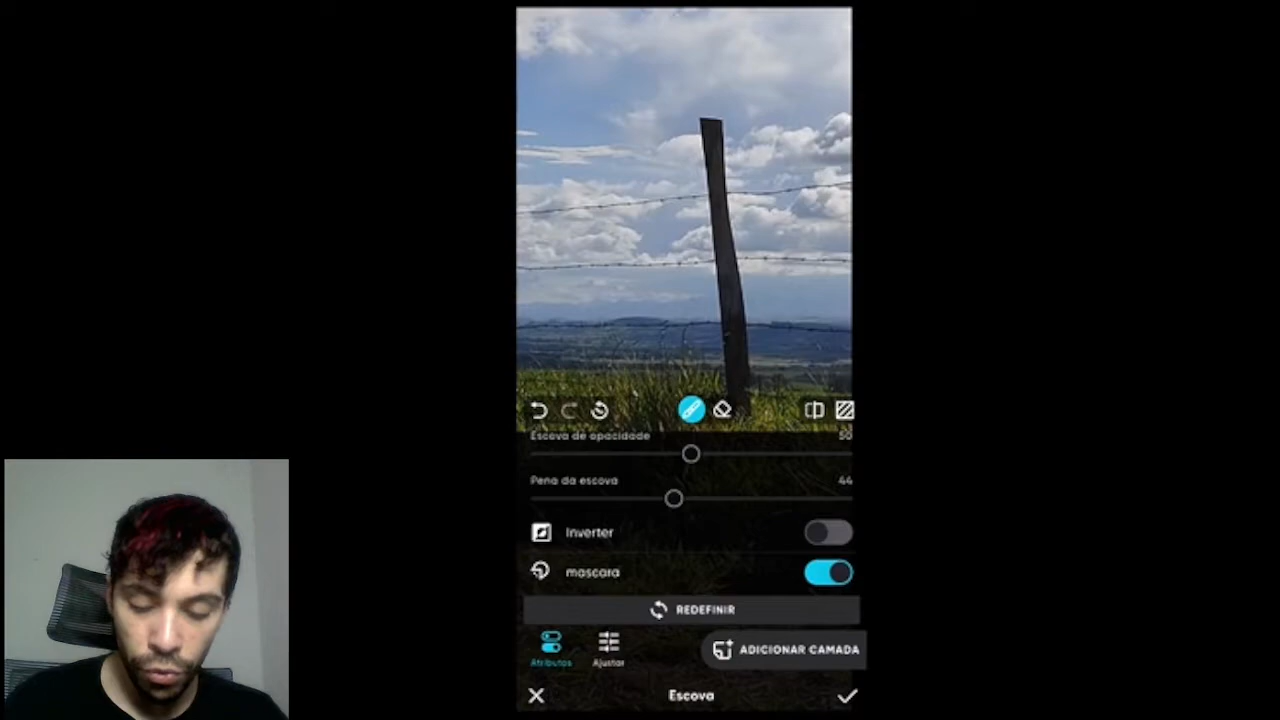 Escova de opacidade 50
Pena da escova 44
Inverter
mascara
REDEFINIR
Atributos Ajustar ADICIONAR CAMADA
Escova